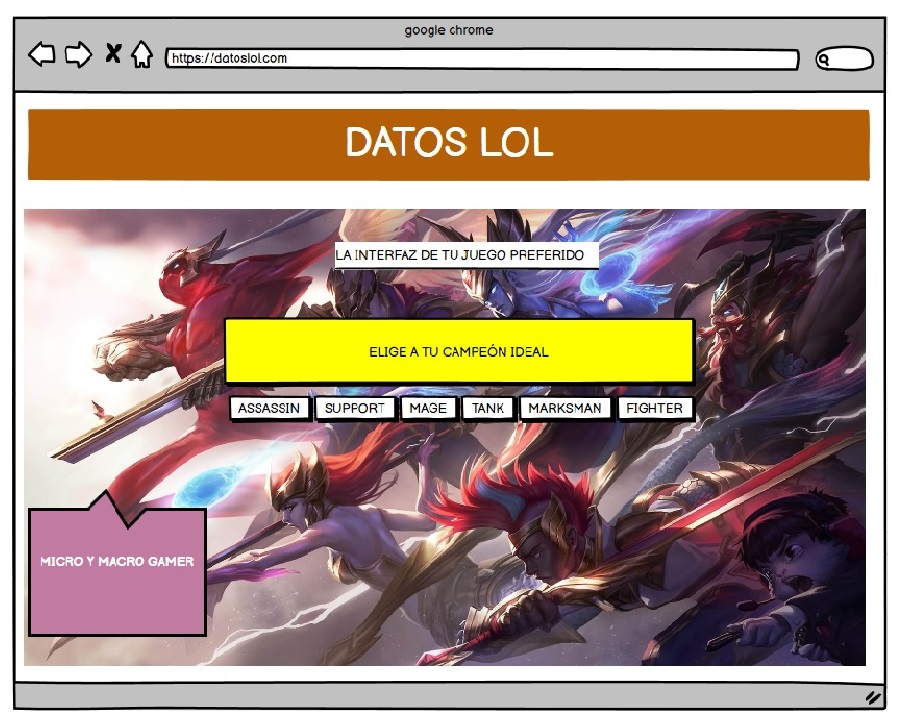 google chrome
https://datoslol.com
DATOS LOL
LA INTERFAZ DE TU JUEGO PREFERIDO
ELIGE A TU CAMPEÓN IDEAL
ASSASSIN SUPPORT MAGE TANK MARKSMAN FIGHTER
MICRO Y MACRO GAMER